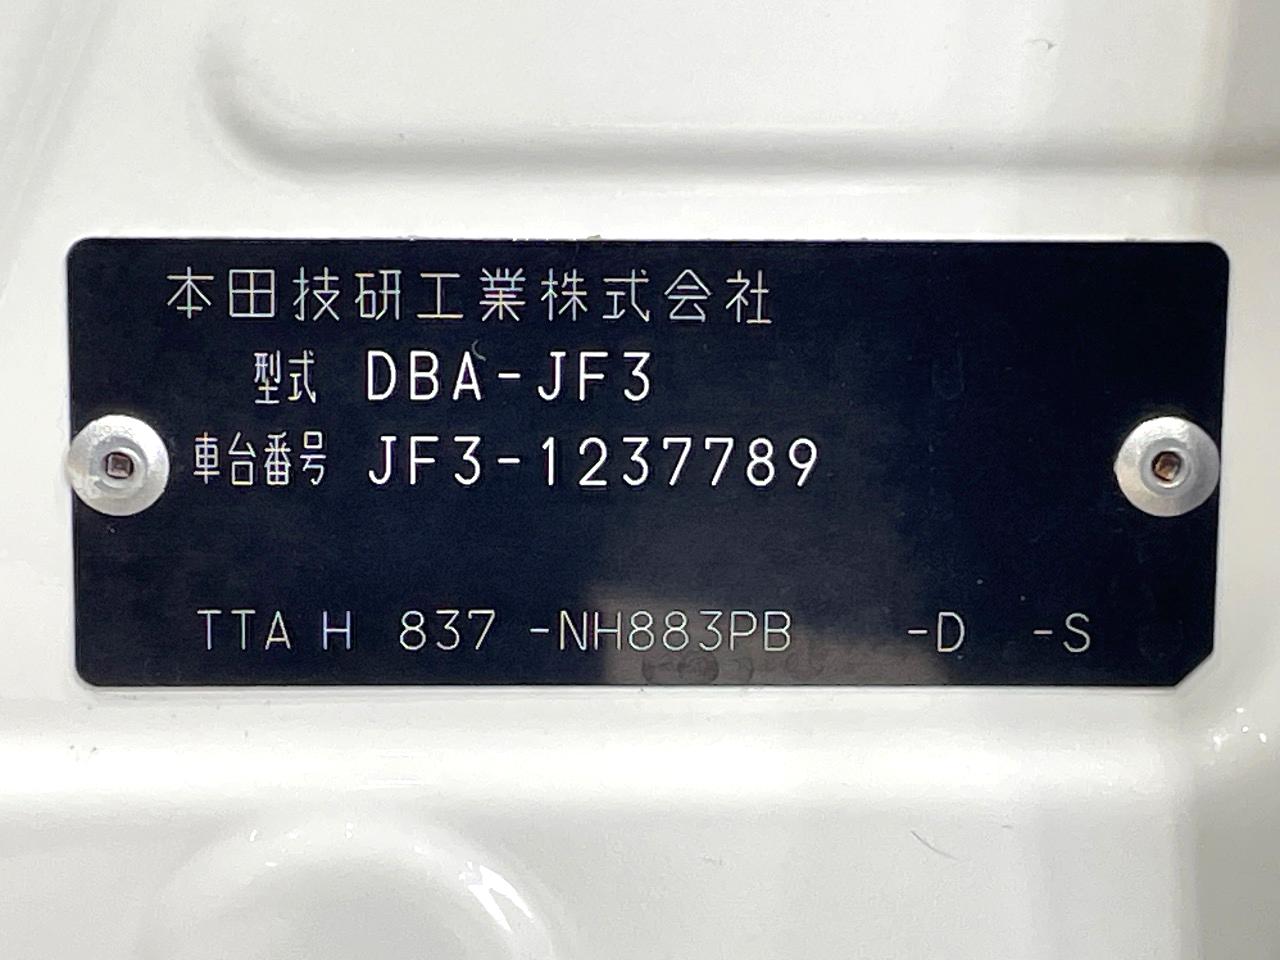 本田技研工業株式会社
型式 DBA-JF3
車台番号 JF3-1237789
TTA H 837 -NH883PB -D -S